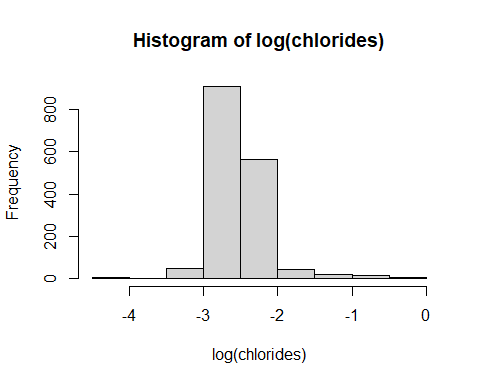 Histogram of log(chlorides)
Frequency
0 200 400 600 800
-4 -3 -2 -1 0
log(chlorides)